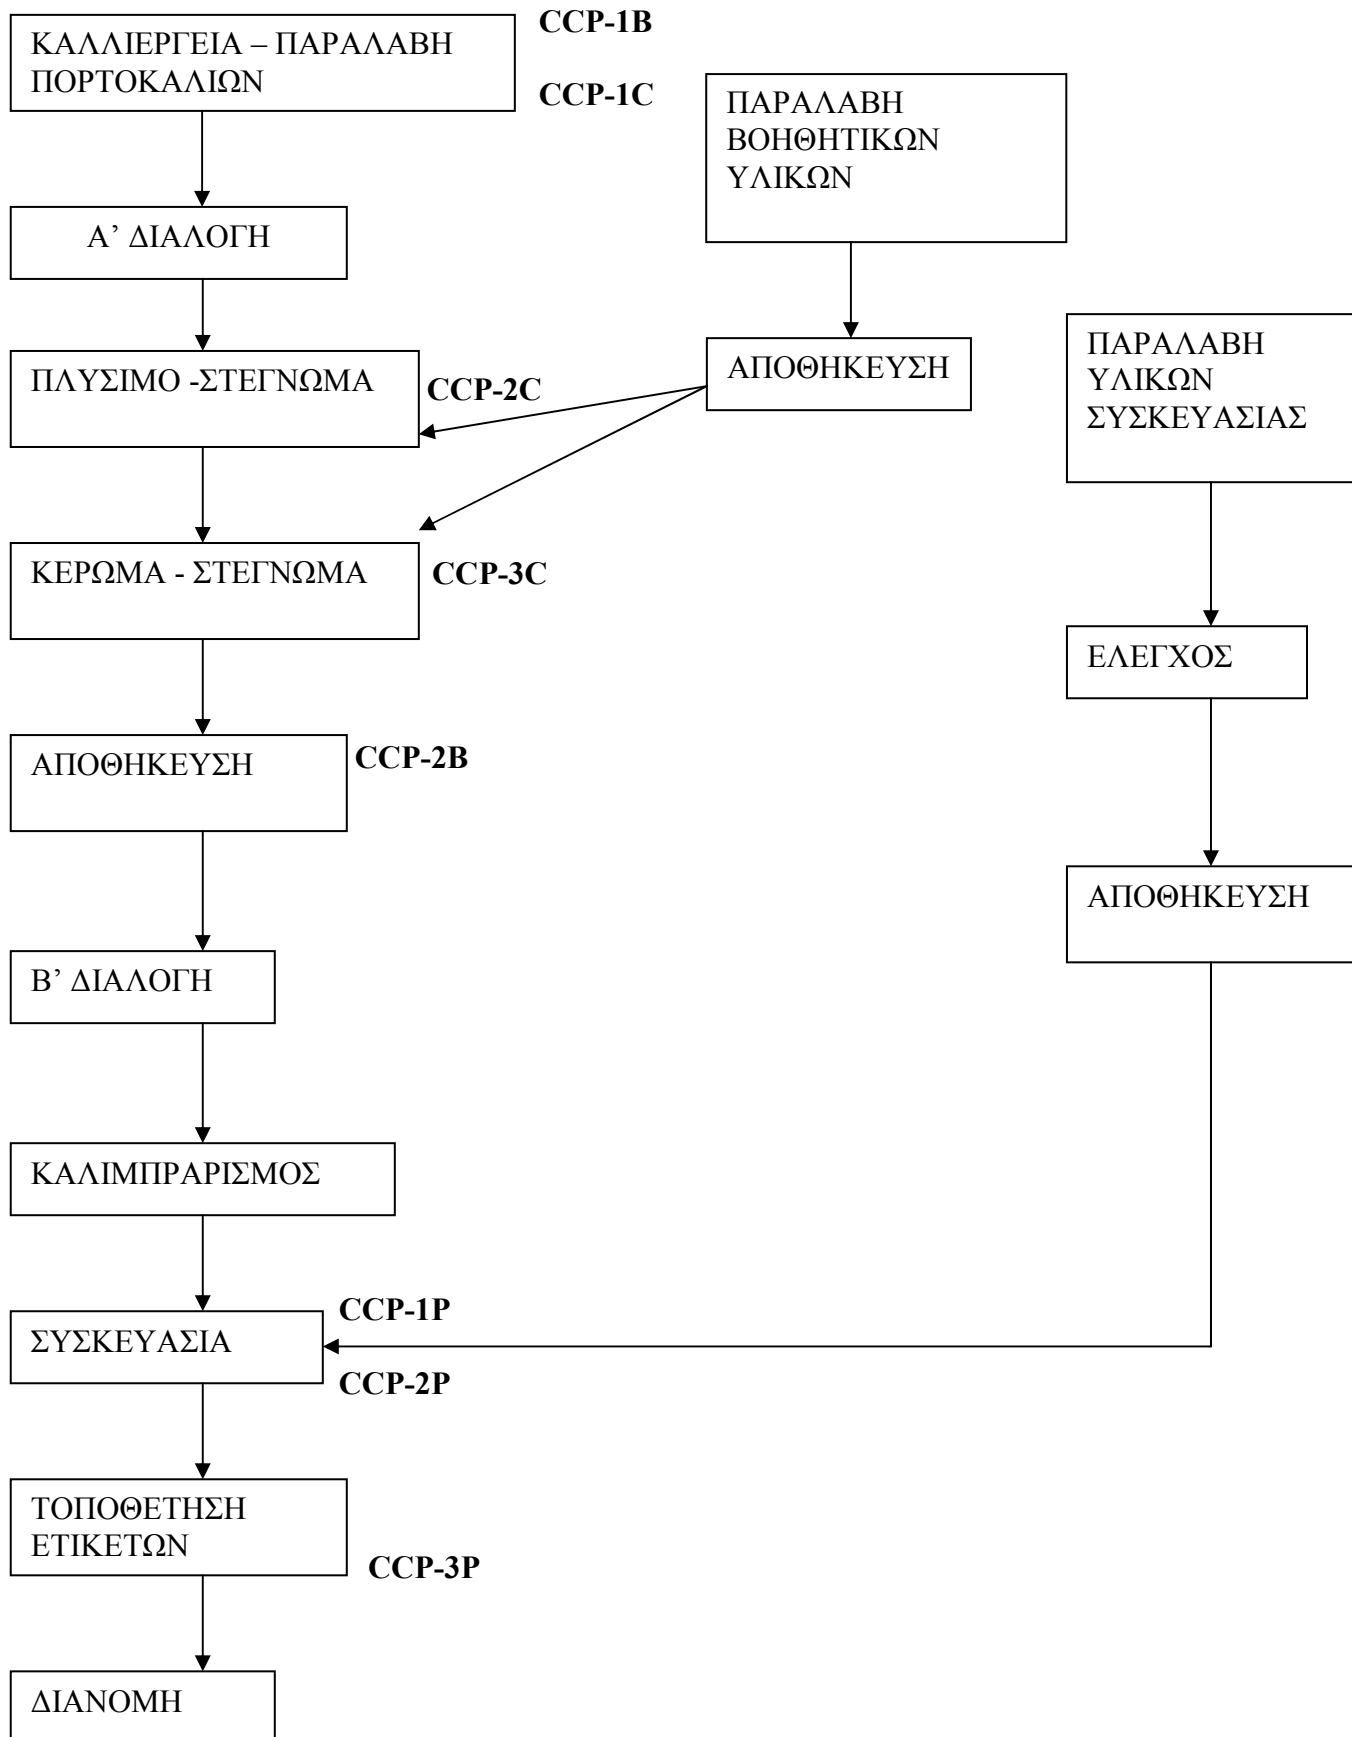 ΚΑΛΛΙΕΡΓΕΙΑ – ΠΑΡΑΛΑΒΗ
ΠΟΡΤΟΚΑΛΙΩΝ
CCP-1B
CCP-1C
ΠΑΡΑΛΑΒΗ
ΒΟΗΘΗΤΙΚΩΝ
ΥΛΙΚΩΝ
Α’ ΔΙΑΛΟΓΗ
ΠΛΥΣΙΜΟ -ΣΤΕΓΝΩΜΑ
CCP-2C
ΑΠΟΘΗΚΕΥΣΗ
ΠΑΡΑΛΑΒΗ
ΥΛΙΚΩΝ
ΣΥΣΚΕΥΑΣΙΑΣ
ΚΕΡΩΜΑ - ΣΤΕΓΝΩΜΑ
CCP-3C
ΕΛΕΓΧΟΣ
ΑΠΟΘΗΚΕΥΣΗ
CCP-2B
ΑΠΟΘΗΚΕΥΣΗ
Β’ ΔΙΑΛΟΓΗ
ΚΑΛΙΜΠΡΑΡΙΣΜΟΣ
CCP-1P
ΣΥΣΚΕΥΑΣΙΑ
CCP-2P
ΤΟΠΟΘΕΤΗΣΗ
ΕΤΙΚΕΤΩΝ
CCP-3P
ΔΙΑΝΟΜΗ